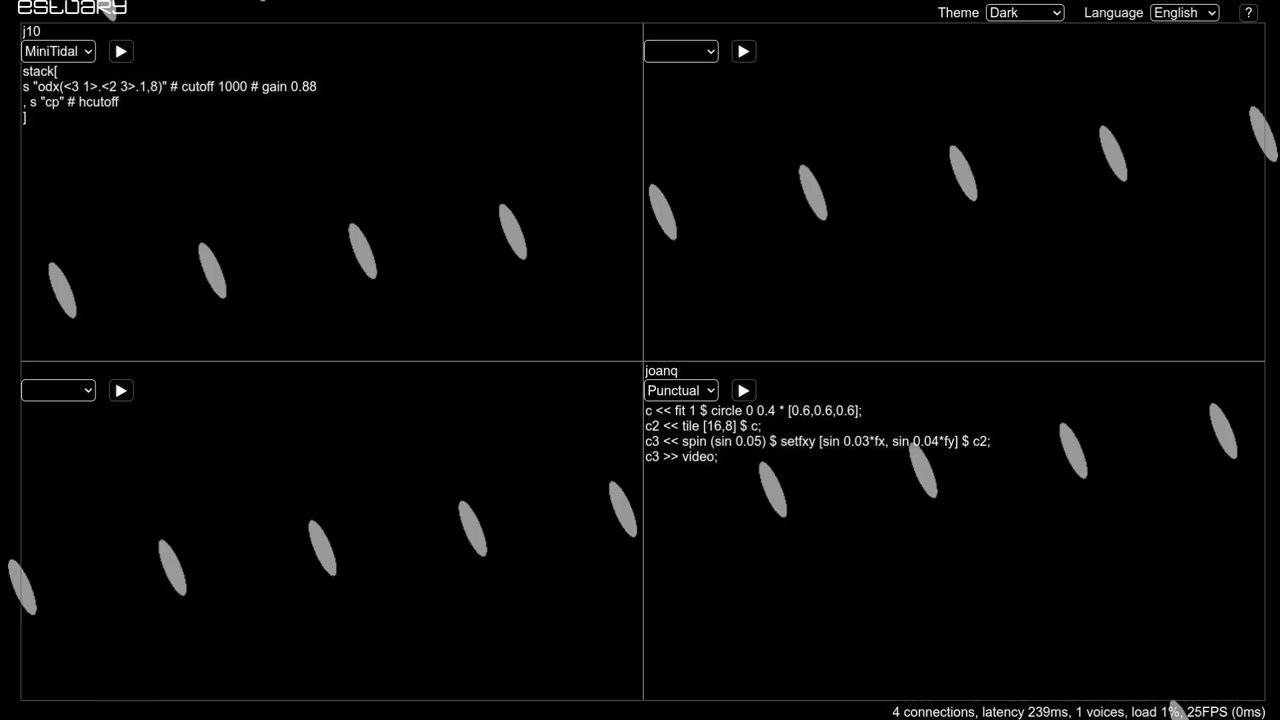 estuary
Theme Dark Language English ?
j10
MiniTidal
stack[
s "odx(<3 1>.<2 3>.1,8)" # cutoff 1000 # gain 0.88
, s "cp" # hcutoff
]
joanq
Punctual
c << fit 1 $ circle 0 0.4 * [0.6,0.6,0.6];
c2 << tile [16,8] $ c;
c3 << spin (sin 0.05) $ setfxy [sin 0.03*fx, sin 0.04*fy] $ c2;
c3 >> video;
4 connections, latency 239ms, 1 voices, load 1%, 25FPS (0ms)